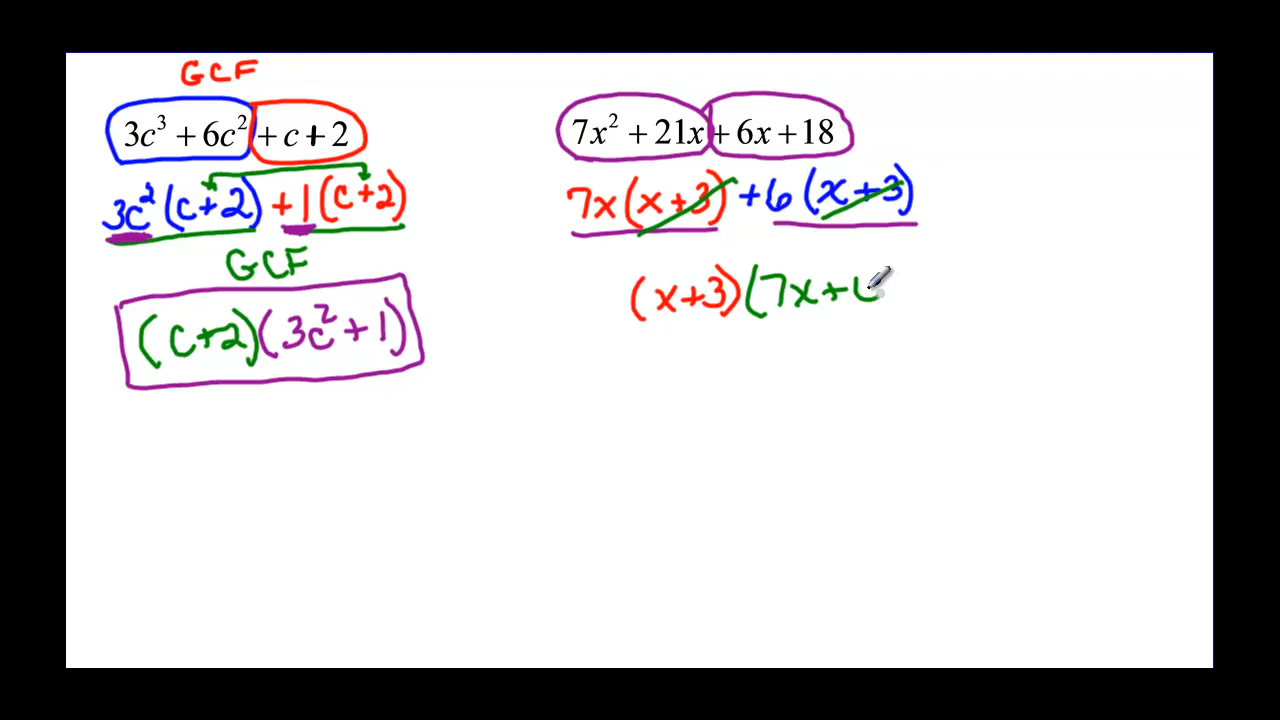 GCF
3c³ + 6c² + c + 2
3c²(c+2) +1(c+2)
GCF
(c+2)(3c²+1)
7x² + 21x + 6x + 18
7x(x+3) +6(x+3)
(x+3)(7x+